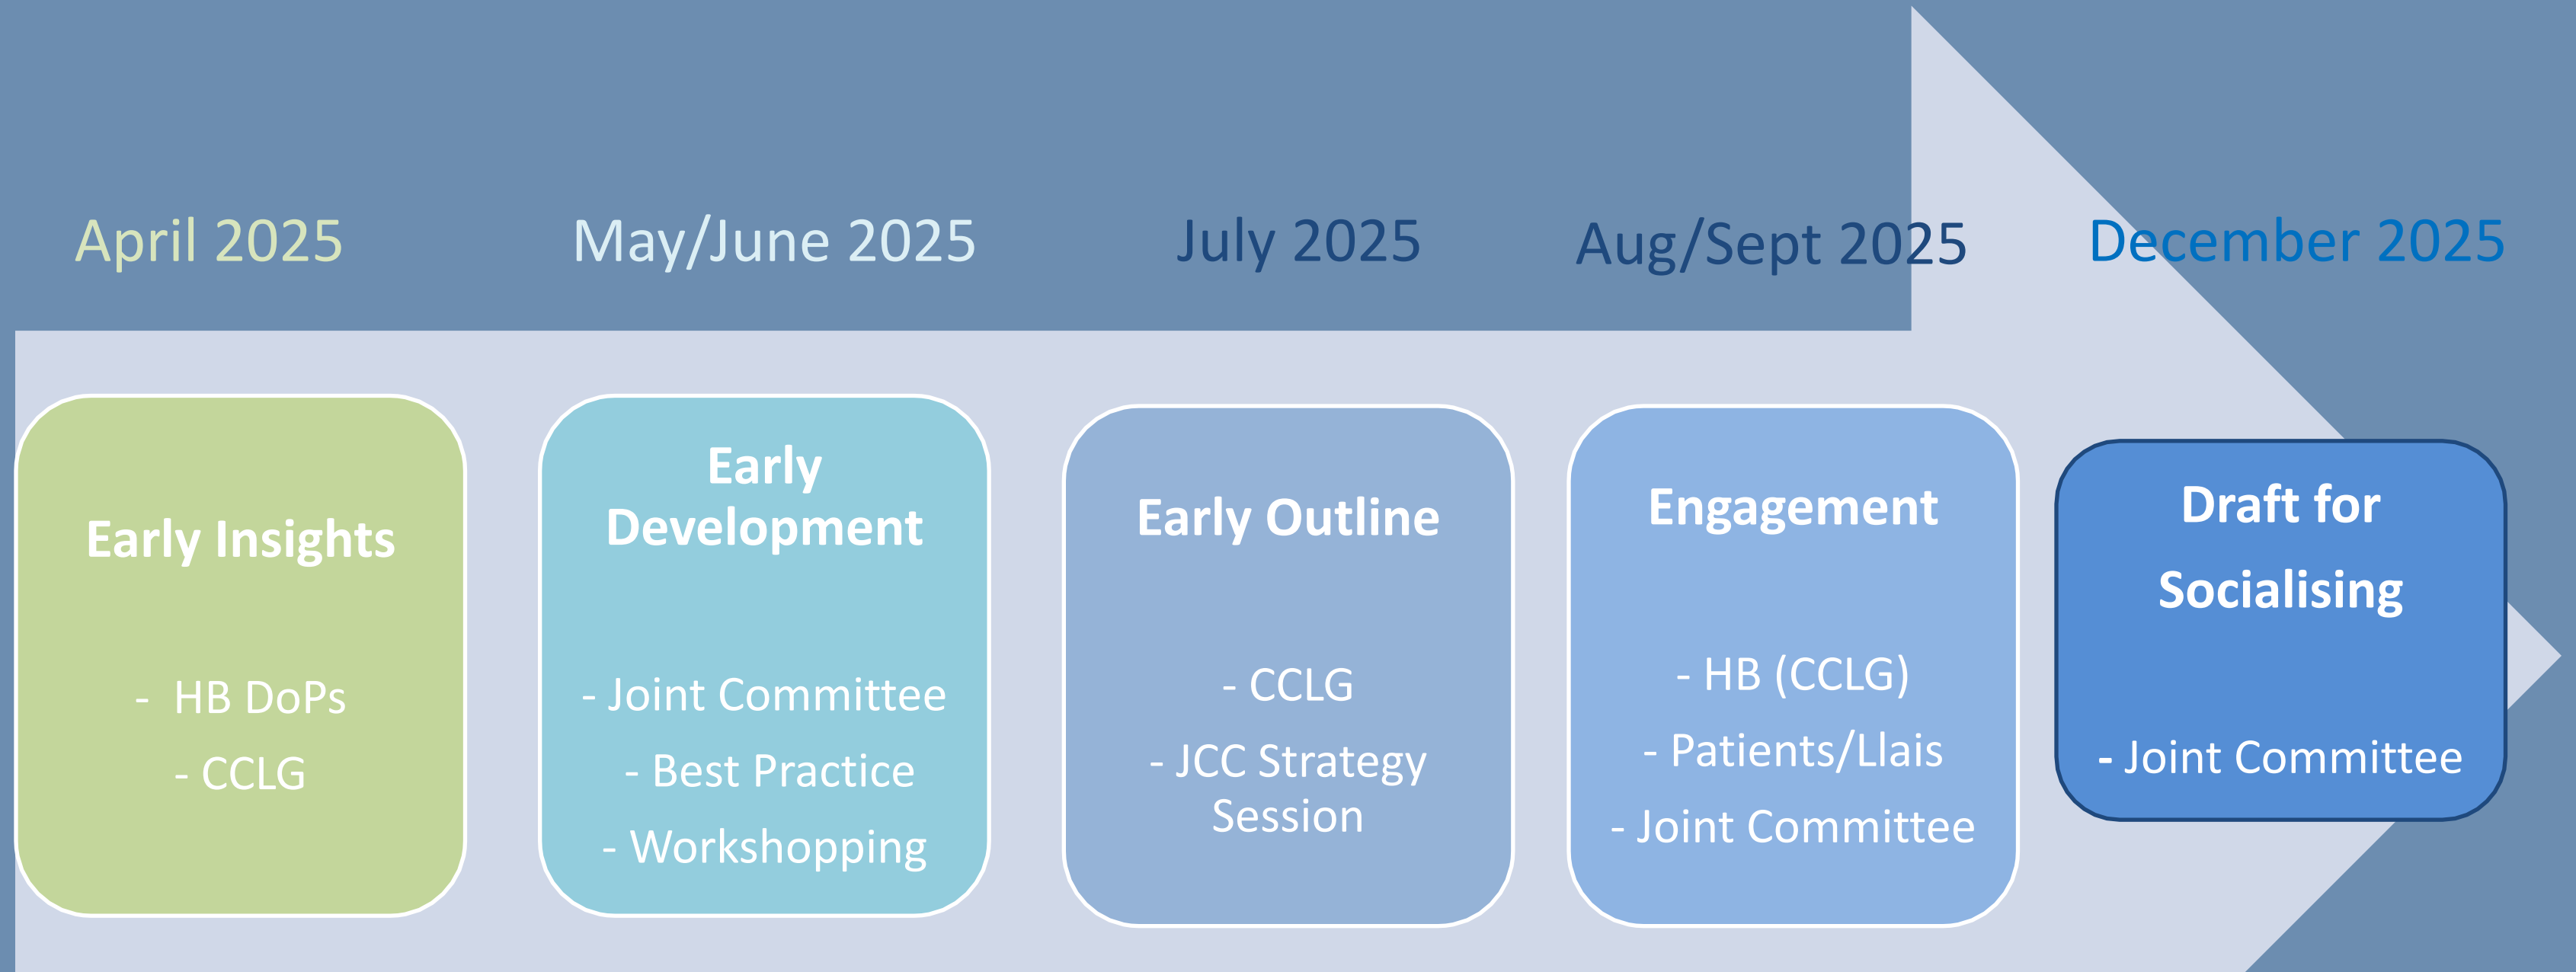 April 2025
May/June 2025
July 2025
Aug/Sept 2025
December 2025
Early Insights
- HB DoPs
- CCLG
Early
Development
- Joint Committee
- Best Practice
- Workshopping
Early Outline
- CCLG
- JCC Strategy
Session
Engagement
- HB (CCLG)
- Patients/Llais
- Joint Committee
Draft for
Socialising
- Joint Committee